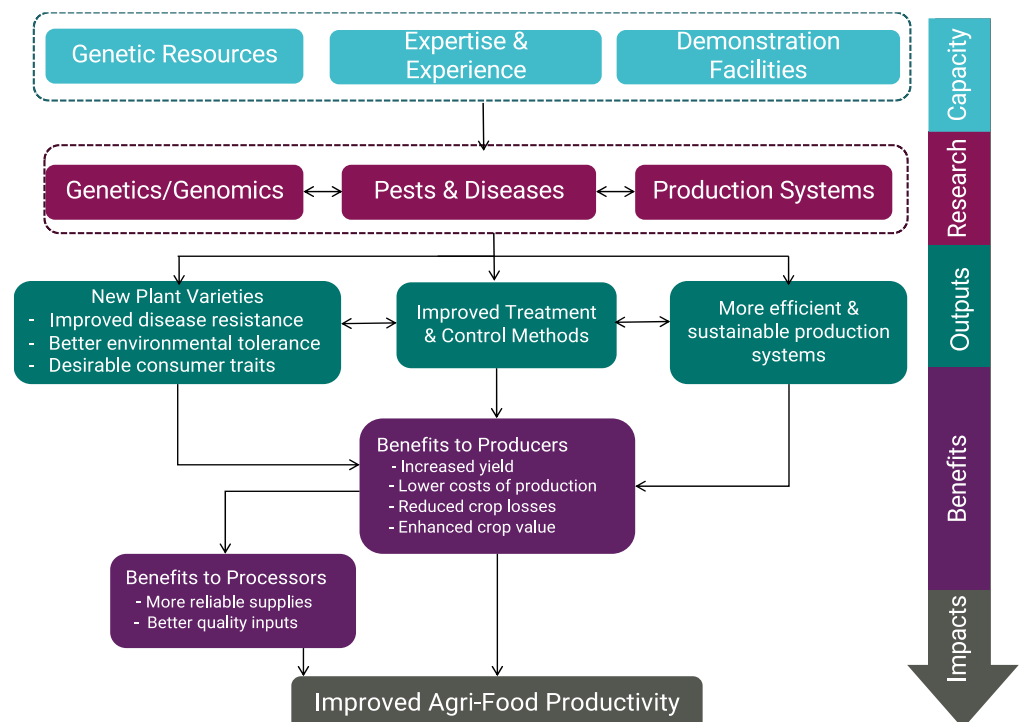 Genetic Resources
Expertise &
Experience
Demonstration
Facilities
Capacity
Genetics/Genomics
Pests & Diseases
Production Systems
Research
New Plant Varieties
- Improved disease resistance
- Better environmental tolerance
- Desirable consumer traits
Improved Treatment
& Control Methods
More efficient &
sustainable production
systems
Outputs
Benefits to Producers
- Increased yield
- Lower costs of production
- Reduced crop losses
- Enhanced crop value
Benefits
Benefits to Processors
- More reliable supplies
- Better quality inputs
Impacts
Improved Agri-Food Productivity